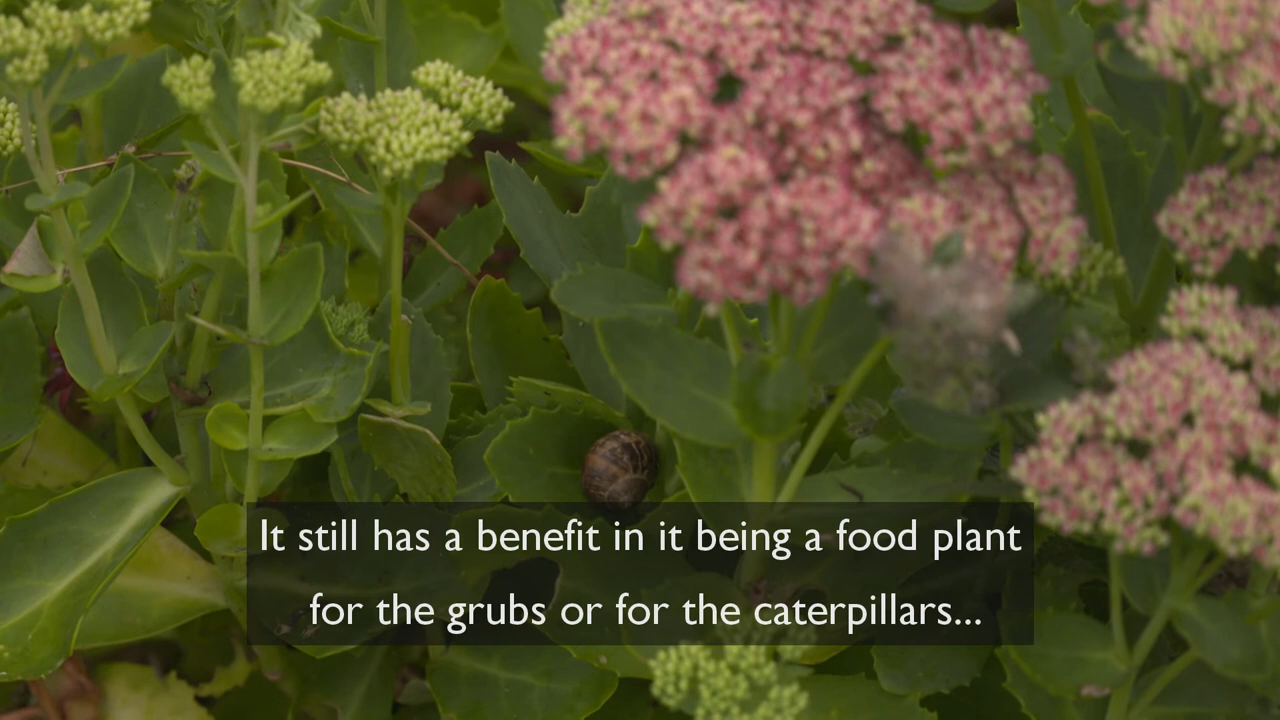 It still has a benefit in it being a food plant
for the grubs or for the caterpillars...